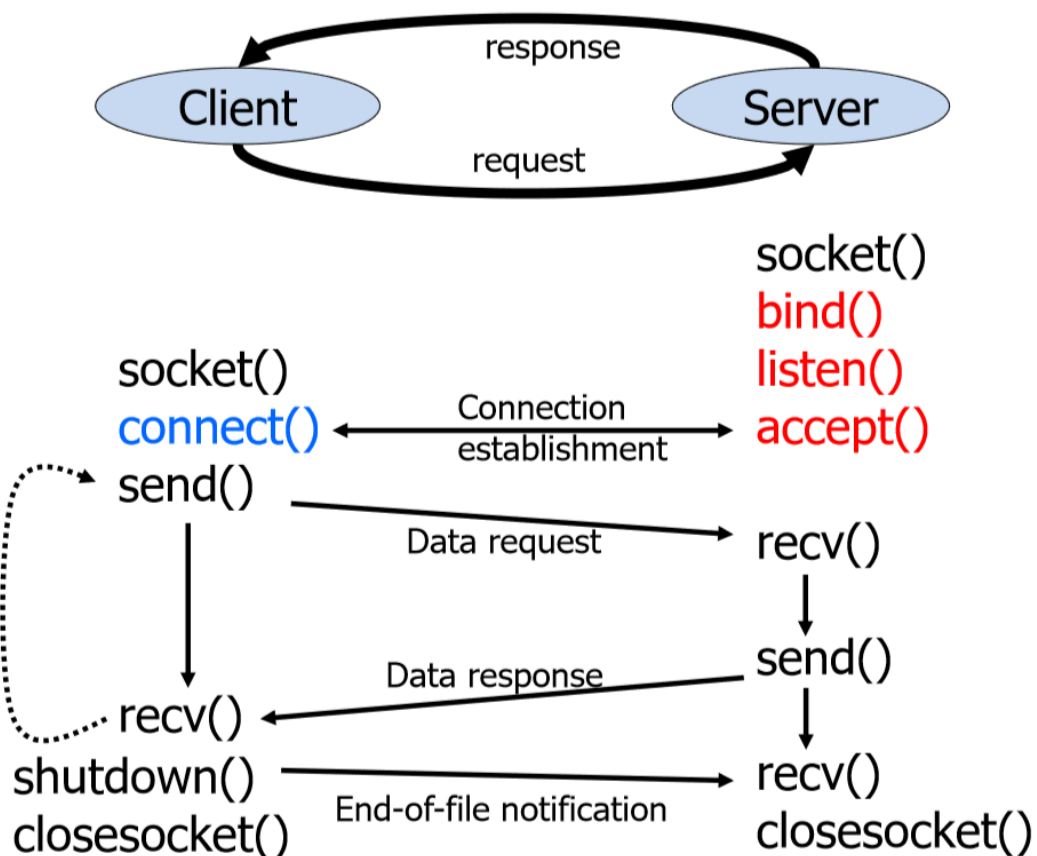 response
Client
Server
request
socket()
bind()
socket()
listen()
connect()
Connection
establishment
accept()
send()
Data request
recv()
send()
Data response
recv()
shutdown()
End-of-file notification
recv()
closesocket()
closesocket()